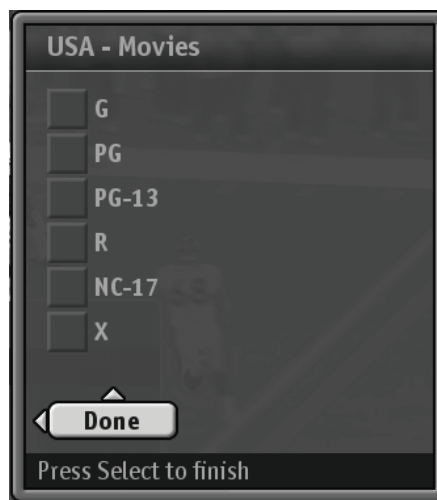 USA - Movies
G
PG
PG-13
R
NC-17
X
Done
Press Select to finish